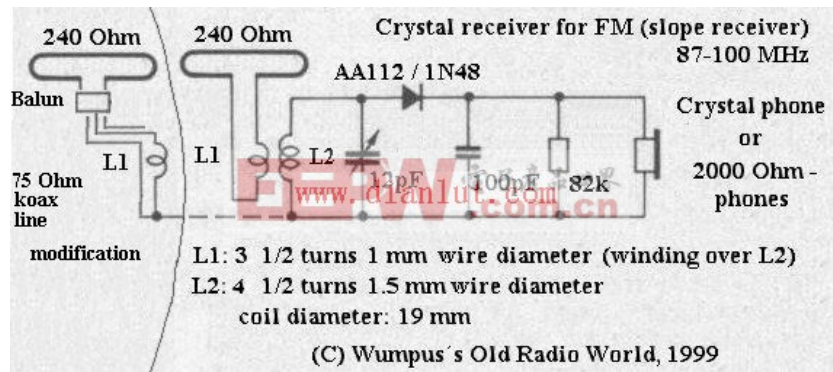 Crystal receiver for FM (slope receiver)
87-100 MHz
240 Ohm
240 Ohm
AA112 / 1N48
Balun
Crystal phone
or
2000 Ohm -
phones
L1
L1
L2
12pF
100pF
82k
www.dianlut.com
.com.cn
75 Ohm
koax
line
modification
L1: 3 1/2 turns 1 mm wire diameter (winding over L2)
L2: 4 1/2 turns 1.5 mm wire diameter
coil diameter: 19 mm
(C) Wumpus´s Old Radio World, 1999